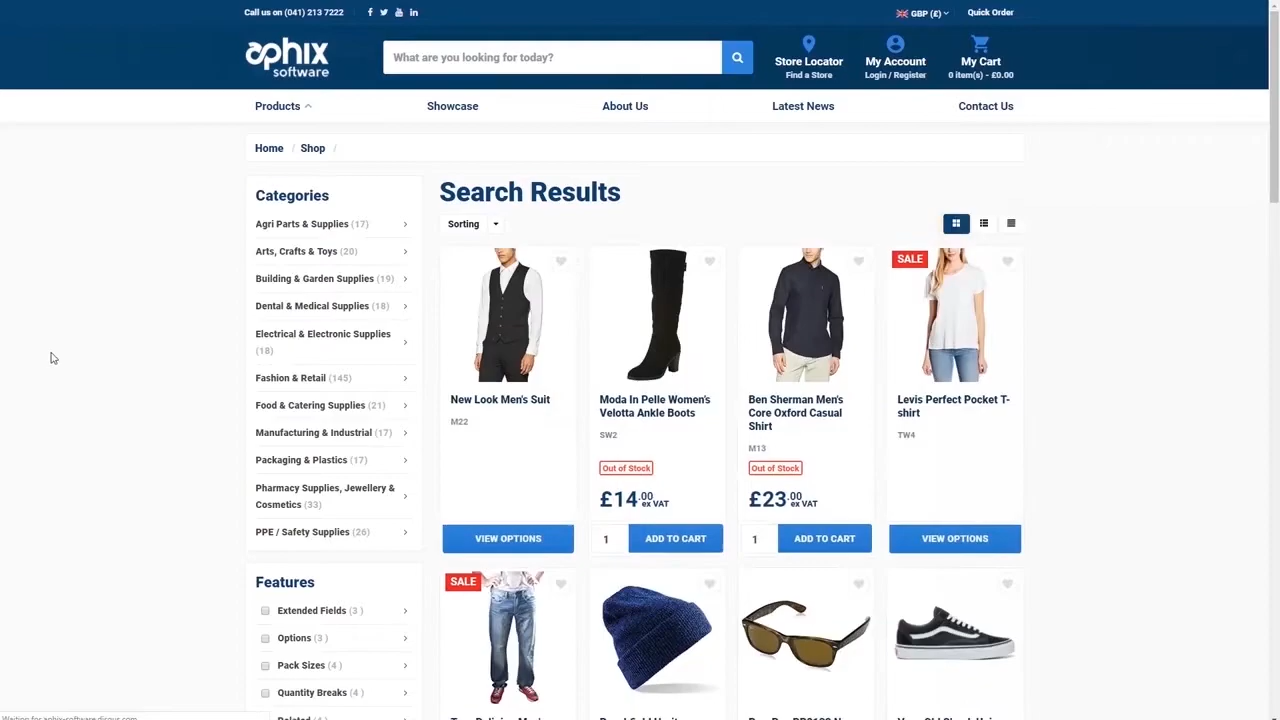 Call us on (041) 213 7222
GBP (£)
Quick Order
aphix
software
What are you looking for today?
Store Locator
Find a Store
My Account
Login / Register
My Cart
0 item(s) - £0.00
Products
Showcase
About Us
Latest News
Contact Us
Home / Shop /
Categories
Agri Parts & Supplies (17)
Arts, Crafts & Toys (20)
Building & Garden Supplies (19)
Dental & Medical Supplies (18)
Electrical & Electronic Supplies
(18)
Fashion & Retail (145)
Food & Catering Supplies (21)
Manufacturing & Industrial (17)
Packaging & Plastics (17)
Pharmacy Supplies, Jewellery &
Cosmetics (33)
PPE / Safety Supplies (26)
Features
Extended Fields (3 )
Options (3 )
Pack Sizes (4 )
Quantity Breaks (4 )
Search Results
Sorting
New Look Men's Suit
M22
VIEW OPTIONS
Moda In Pelle Women's
Velotta Ankle Boots
SW2
Out of Stock
£14.00
ex VAT
1
ADD TO CART
Ben Sherman Men's
Core Oxford Casual
Shirt
M13
Out of Stock
£23.00
ex VAT
1
ADD TO CART
SALE
Levis Perfect Pocket T-
shirt
TW4
VIEW OPTIONS
SALE